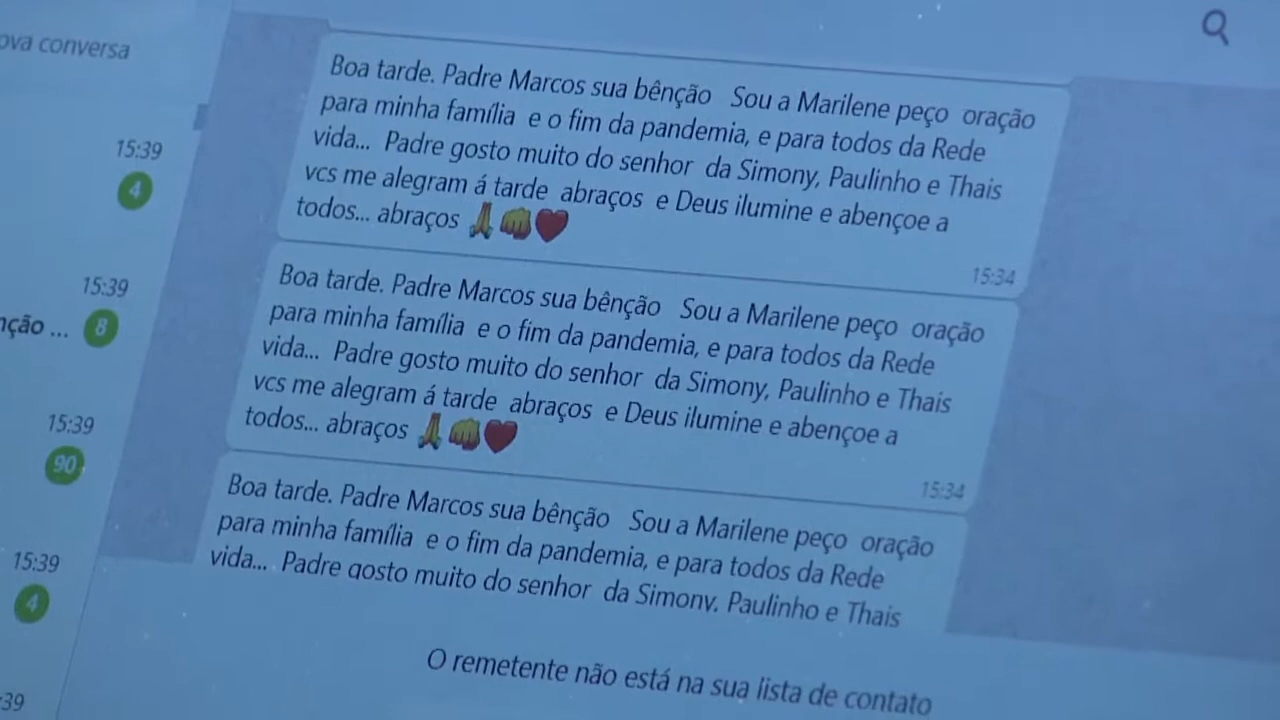 ova conversa
15:39
4
15:39
nção ... 8
15:39
90
15:39
4
:39
Boa tarde. Padre Marcos sua bênção Sou a Marilene peço oração
para minha família e o fim da pandemia, e para todos da Rede
vida... Padre gosto muito do senhor da Simony, Paulinho e Thais
vcs me alegram á tarde abraços e Deus ilumine e abençoe a
todos... abraços 🙏👊❤️
15:34
Boa tarde. Padre Marcos sua bênção Sou a Marilene peço oração
para minha família e o fim da pandemia, e para todos da Rede
vida... Padre gosto muito do senhor da Simony, Paulinho e Thais
vcs me alegram á tarde abraços e Deus ilumine e abençoe a
todos... abraços 🙏👊❤️
15:34
Boa tarde. Padre Marcos sua bênção Sou a Marilene peço oração
para minha família e o fim da pandemia, e para todos da Rede
vida... Padre gosto muito do senhor da Simony, Paulinho e Thais
O remetente não está na sua lista de contato